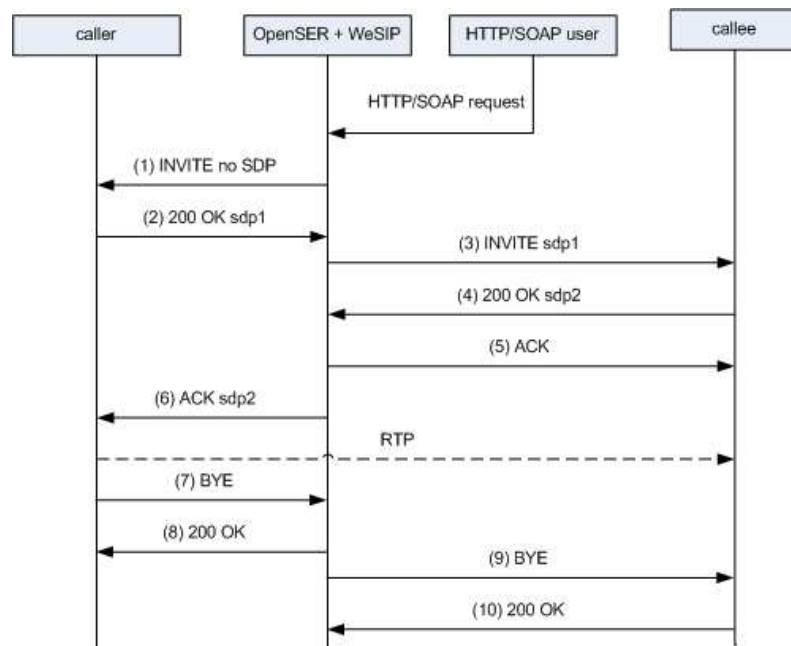 caller
OpenSER + WeSIP
HTTP/SOAP user
callee
HTTP/SOAP request
(1) INVITE no SDP
(2) 200 OK sdp1
(3) INVITE sdp1
(4) 200 OK sdp2
(5) ACK
(6) ACK sdp2
RTP
(7) BYE
(8) 200 OK
(9) BYE
(10) 200 OK